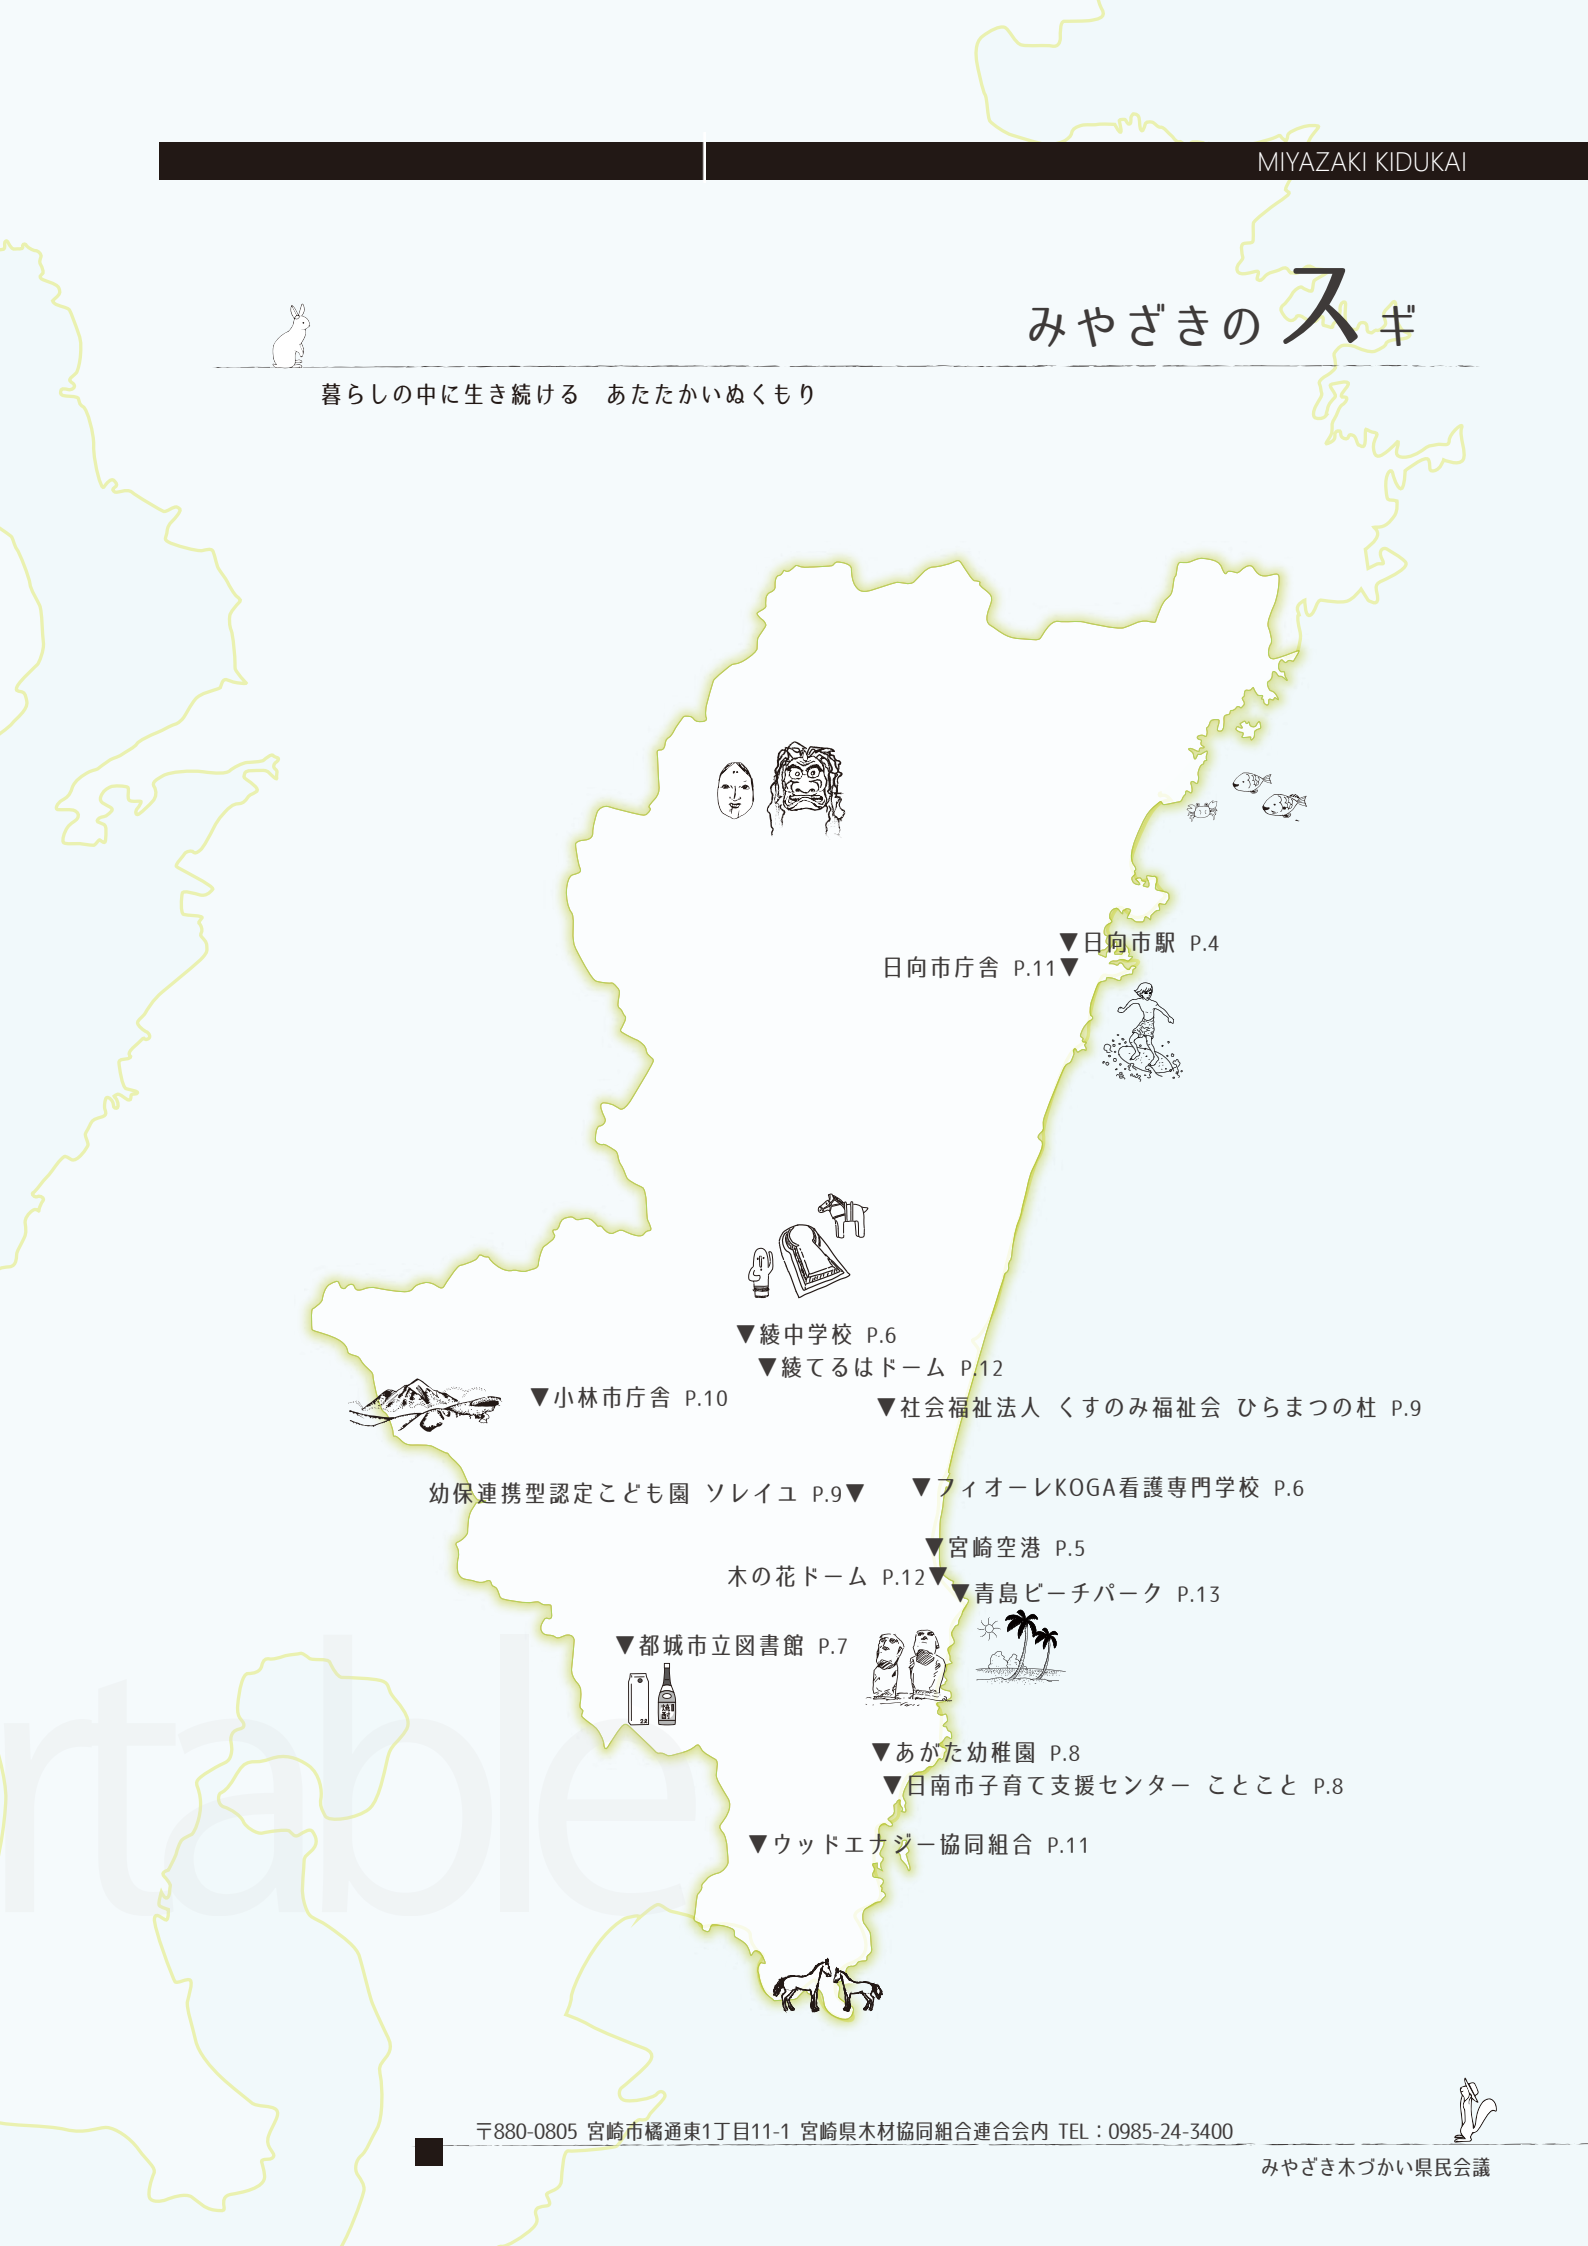 MIYAZAKI KIDUKAI
みやざきのスギ
暮らしの中に生き続ける　あたたかいぬくもり
▼日向市駅 P.4
日向市庁舎 P.11▼
▼綾中学校 P.6
▼綾てるはドーム P.12
▼小林市庁舎 P.10
▼社会福祉法人 くすのみ福祉会 ひらまつの杜 P.9
▼フィオーレKOGA看護専門学校 P.6
幼保連携型認定こども園 ソレイユ P.9▼
▼宮崎空港 P.5
木の花ドーム P.12▼
▼青島ビーチパーク P.13
▼都城市立図書館 P.7
焼酎
rtable
▼あがた幼稚園 P.8
▼日南市子育て支援センター ことこと P.8
▼ウッドエナジー協同組合 P.11
〒880-0805 宮崎市橘通東1丁目11-1 宮崎県木材協同組合連合会内 TEL：0985-24-3400
みやざき木づかい県民会議